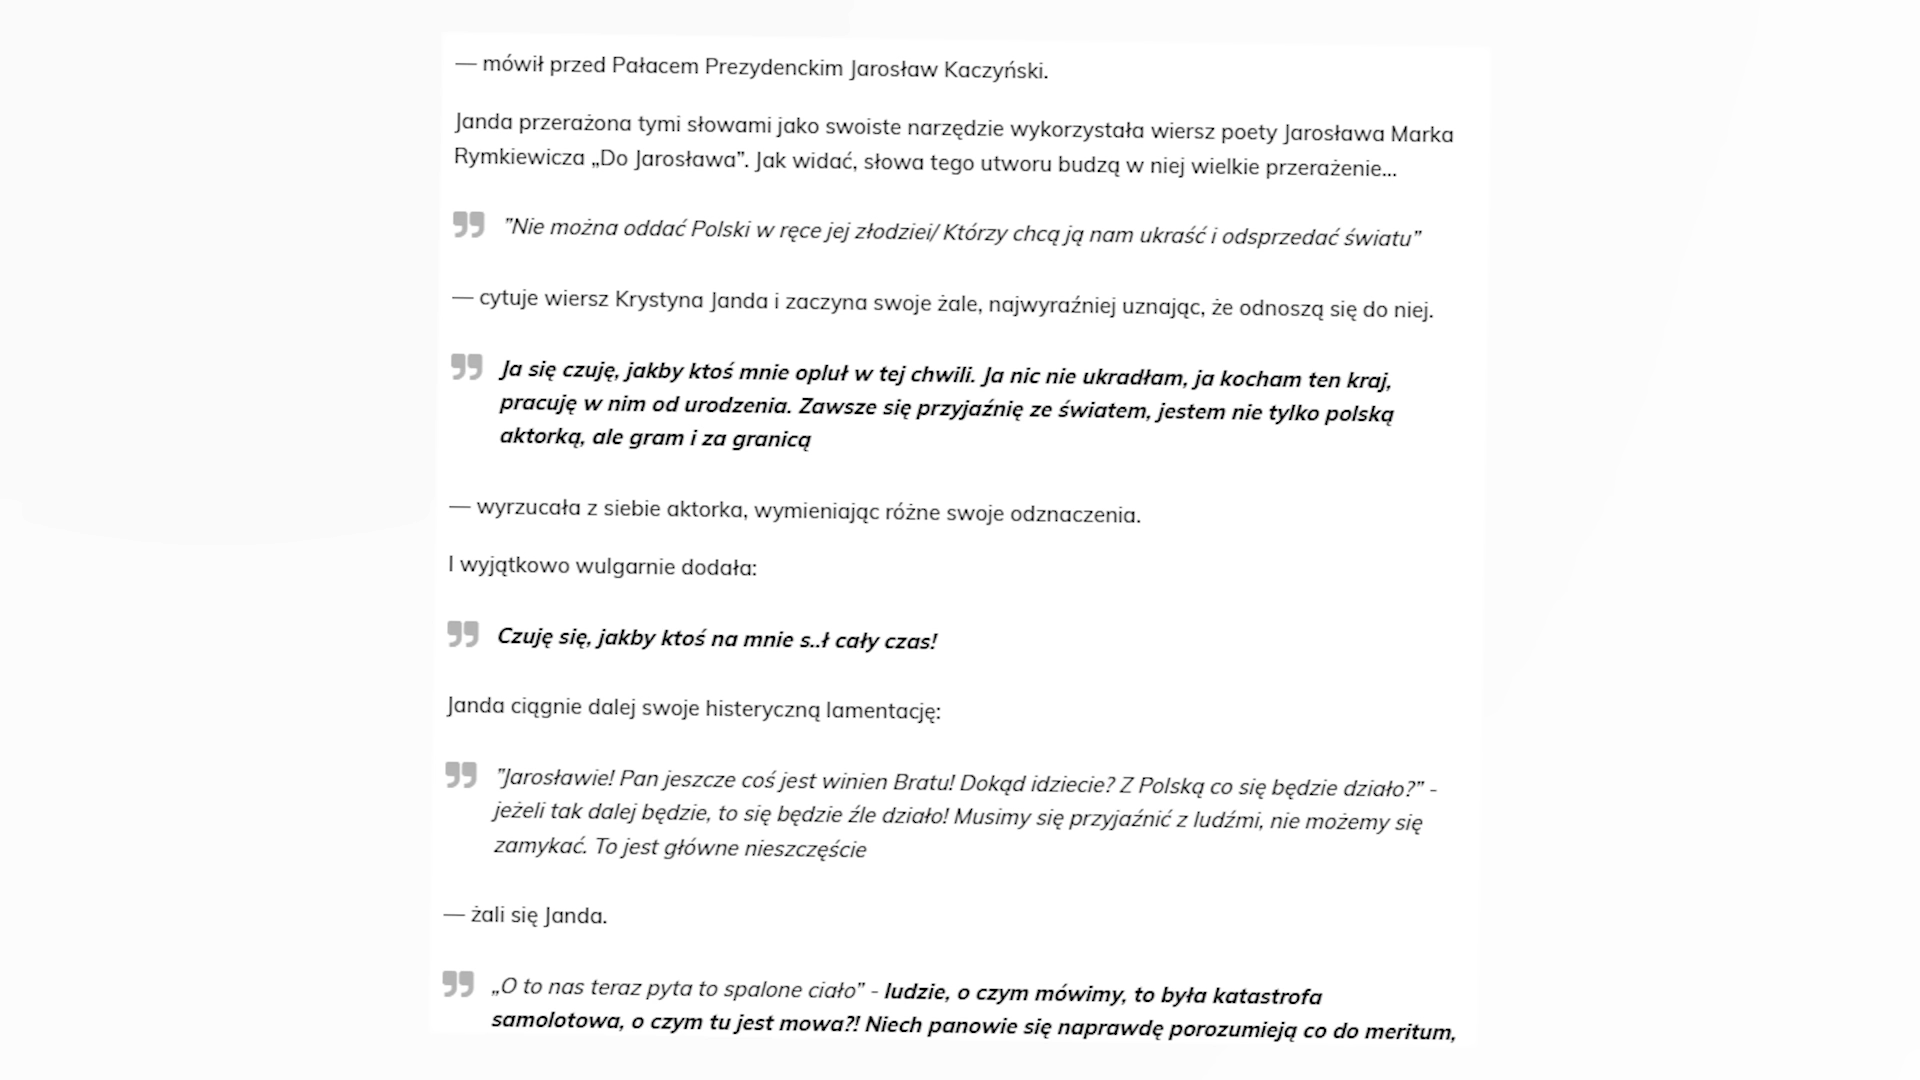 — mówił przed Pałacem Prezydenckim Jarosław Kaczyński.
Janda przerażona tymi słowami jako swoiste narzędzie wykorzystała wiersz poety Jarosława Marka
Rymkiewicza „Do Jarosława”. Jak widać, słowa tego utworu budzą w niej wielkie przerażenie...
”Nie można oddać Polski w ręce jej złodziei/ Którzy chcą ją nam ukraść i odsprzedać światu”
— cytuje wiersz Krystyna Janda i zaczyna swoje żale, najwyraźniej uznając, że odnoszą się do niej.
Ja się czuję, jakby ktoś mnie opluł w tej chwili. Ja nic nie ukradłam, ja kocham ten kraj,
pracuję w nim od urodzenia. Zawsze się przyjaźnię ze światem, jestem nie tylko polską
aktorką, ale gram i za granicą
— wyrzucała z siebie aktorka, wymieniając różne swoje odznaczenia.
I wyjątkowo wulgarnie dodała:
Czuję się, jakby ktoś na mnie s..ł cały czas!
Janda ciągnie dalej swoje histeryczną lamentację:
”Jarosławie! Pan jeszcze coś jest winien Bratu! Dokąd idziecie? Z Polską co się będzie działo?” -
jeżeli tak dalej będzie, to się będzie źle działo! Musimy się przyjaźnić z ludźmi, nie możemy się
zamykać. To jest główne nieszczęście
— żali się Janda.
„O to nas teraz pyta to spalone ciało” - ludzie, o czym mówimy, to była katastrofa
samolotowa, o czym tu jest mowa?! Niech panowie się naprawdę porozumieją co do meritum,